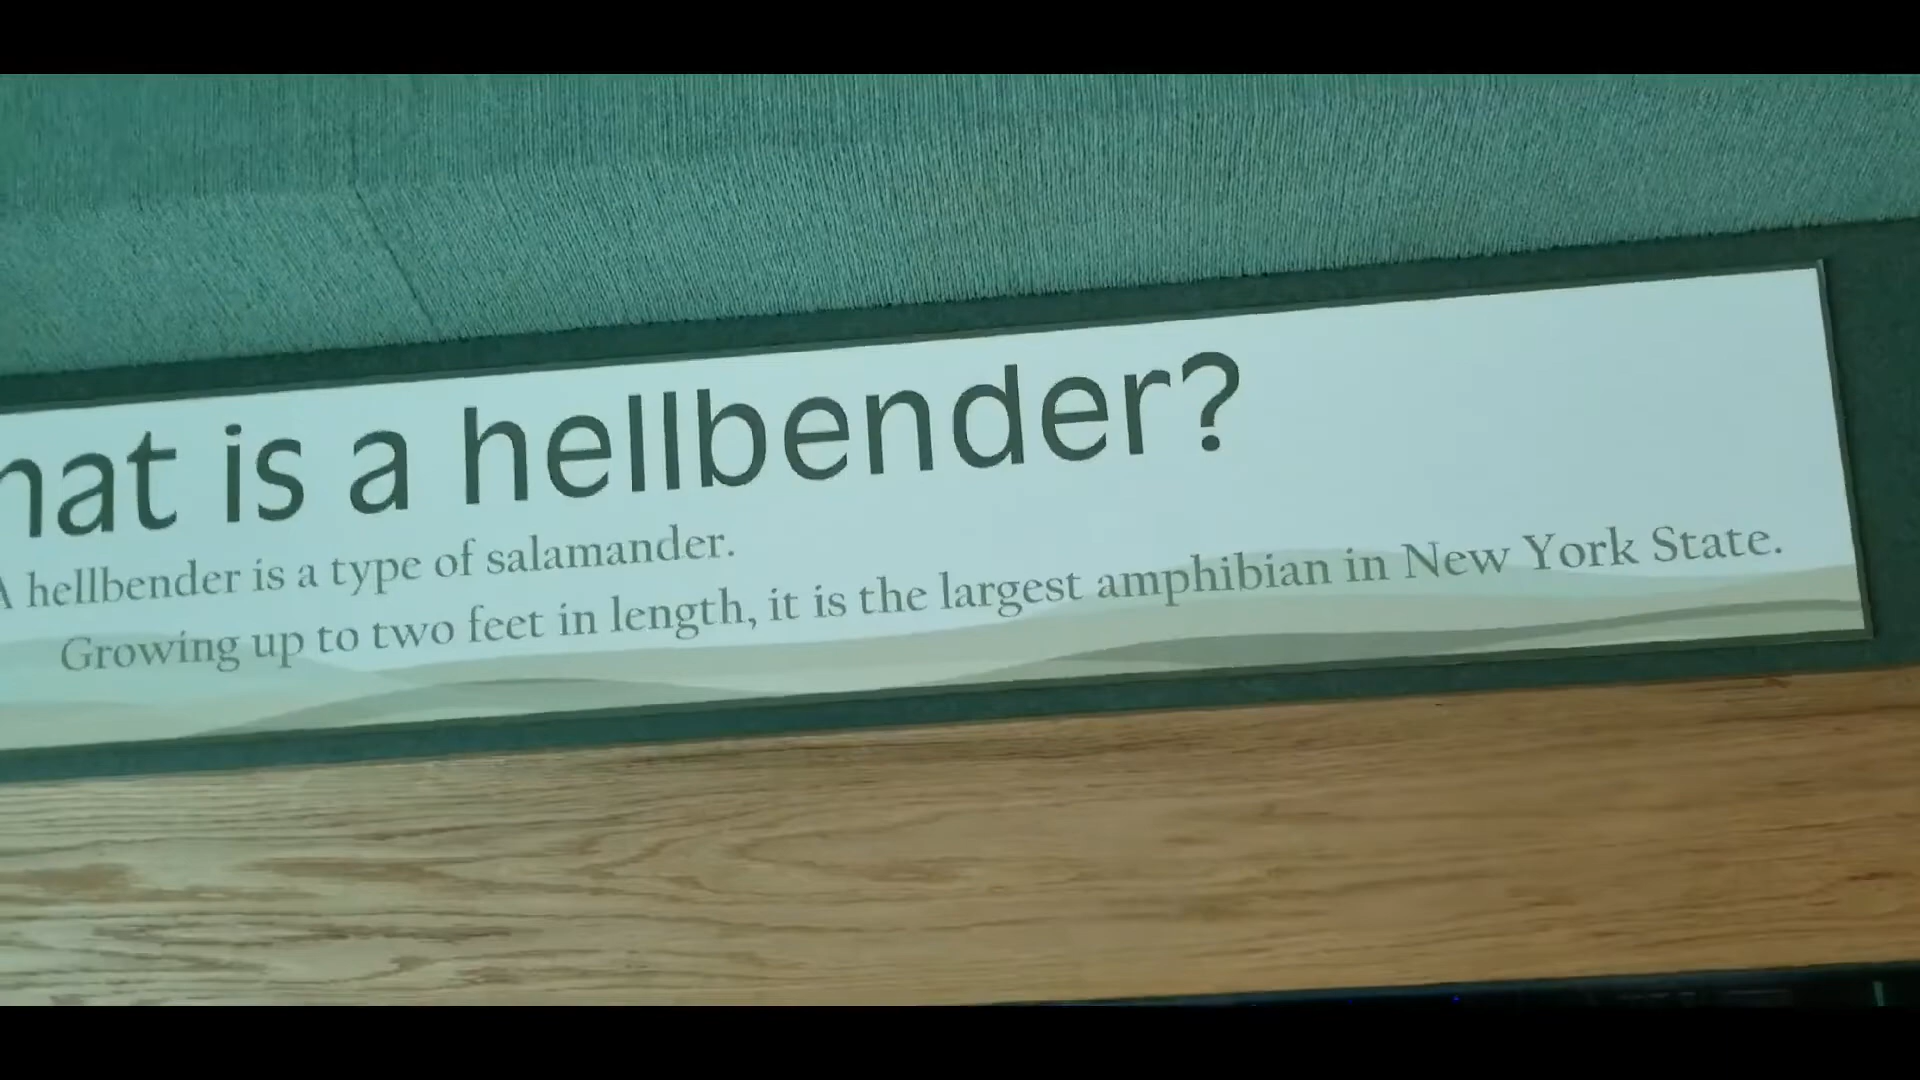 hat is a hellbender?
A hellbender is a type of salamander.
Growing up to two feet in length, it is the largest amphibian in New York State.